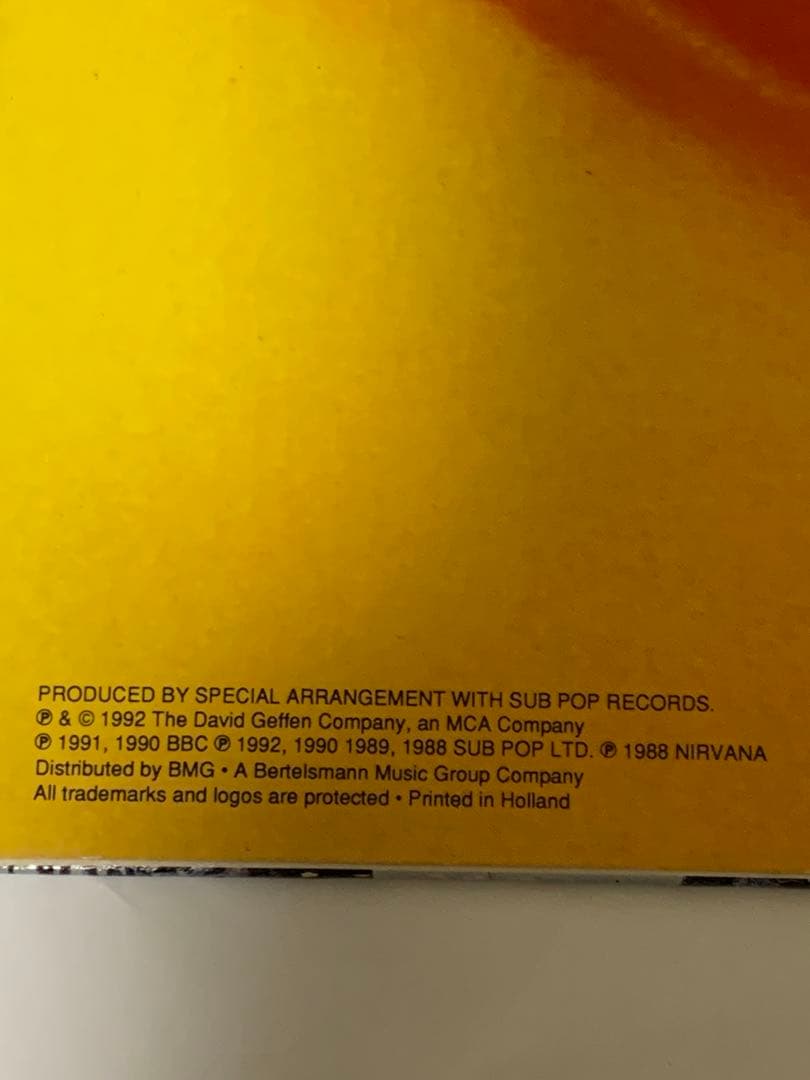 PRODUCED BY SPECIAL ARRANGEMENT WITH SUB POP RECORDS.
℗ & © 1992 The David Geffen Company, an MCA Company
℗ 1991, 1990 BBC ℗ 1992, 1990 1989, 1988 SUB POP LTD. ℗ 1988 NIRVANA
Distributed by BMG • A Bertelsmann Music Group Company
All trademarks and logos are protected • Printed in Holland